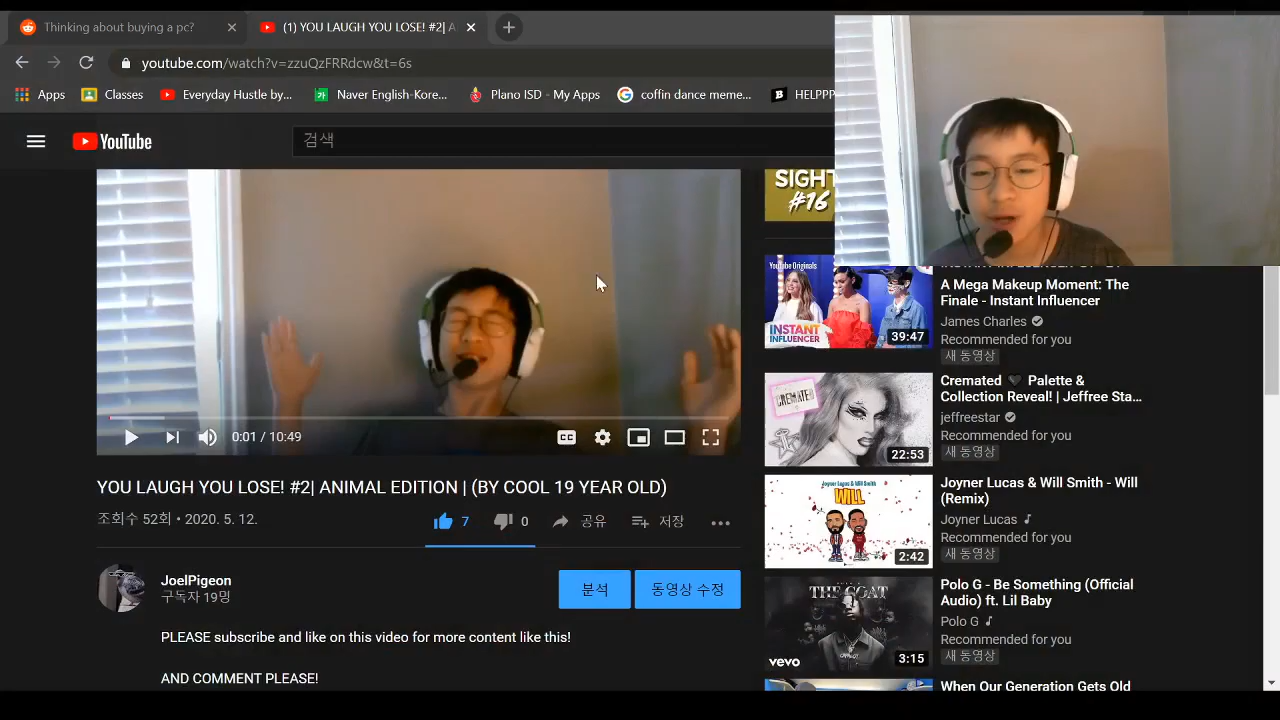 Thinking about buying a pc?
(1) YOU LAUGH YOU LOSE! #2| A
youtube.com/watch?v=zzuQzFRRdcw&t=6s
Apps
Classes
Everyday Hustle by...
Naver English-Kore...
Plano ISD - My Apps
coffin dance meme...
HELPPP
YouTube
검색
SIGHT
#16
0:01 / 10:49
CC
YOU LAUGH YOU LOSE! #2| ANIMAL EDITION | (BY COOL 19 YEAR OLD)
조회수 52회 • 2020. 5. 12.
7
0
공유
저장
JoelPigeon
구독자 19명
분석
동영상 수정
PLEASE subscribe and like on this video for more content like this!
AND COMMENT PLEASE!
YouTube Originals
INSTANT
INFLUENCER
39:47
A Mega Makeup Moment: The
Finale - Instant Influencer
James Charles
Recommended for you
새 동영상
CREMATED
22:53
Cremated 🖤 Palette &
Collection Reveal! | Jeffree Sta...
jeffreestar
Recommended for you
새 동영상
Joyner Lucas & Will Smith
WILL
2:42
Joyner Lucas & Will Smith - Will
(Remix)
Joyner Lucas
Recommended for you
새 동영상
THE GOAT
vevo
3:15
Polo G - Be Something (Official
Audio) ft. Lil Baby
Polo G
Recommended for you
새 동영상
When Our Generation Gets Old